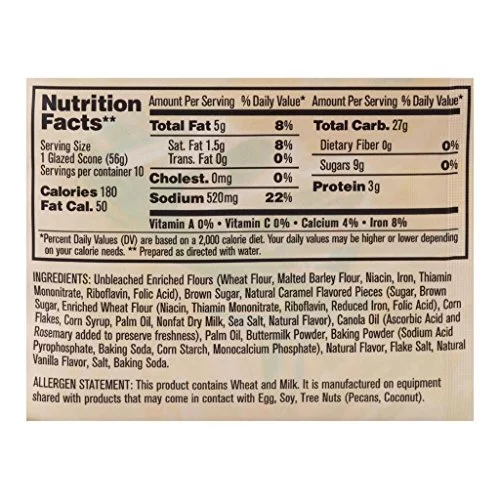 Nutrition Facts**
Serving Size
1 Glazed Scone (56g)
Servings per container 10
Calories 180
Fat Cal. 50
Amount Per Serving % Daily Value*
Total Fat 5g 8%
Sat. Fat 1.5g 8%
Trans. Fat 0g 0%
Cholest. 0mg 0%
Sodium 520mg 22%
Amount Per Serving % Daily Value*
Total Carb. 27g
Dietary Fiber 0g 0%
Sugars 9g 0%
Protein 3g
Vitamin A 0% • Vitamin C 0% • Calcium 4% • Iron 8%
*Percent Daily Values (DV) are based on a 2,000 calorie diet. Your daily values may be higher or lower depending
on your calorie needs. ** Prepared as directed with water.
INGREDIENTS: Unbleached Enriched Flours (Wheat Flour, Malted Barley Flour, Niacin, Iron, Thiamin
Mononitrate, Riboflavin, Folic Acid), Brown Sugar, Natural Caramel Flavored Pieces (Sugar, Brown
Sugar, Enriched Wheat Flour (Niacin, Thiamin Mononitrate, Riboflavin, Reduced Iron, Folic Acid), Corn
Flakes, Corn Syrup, Palm Oil, Nonfat Dry Milk, Sea Salt, Natural Flavor), Canola Oil (Ascorbic Acid and
Rosemary added to preserve freshness), Palm Oil, Buttermilk Powder, Baking Powder (Sodium Acid
Pyrophosphate, Baking Soda, Corn Starch, Monocalcium Phosphate), Natural Flavor, Flake Salt, Natural
Vanilla Flavor, Salt, Baking Soda.
ALLERGEN STATEMENT: This product contains Wheat and Milk. It is manufactured on equipment
shared with products that may come in contact with Egg, Soy, Tree Nuts (Pecans, Coconut).